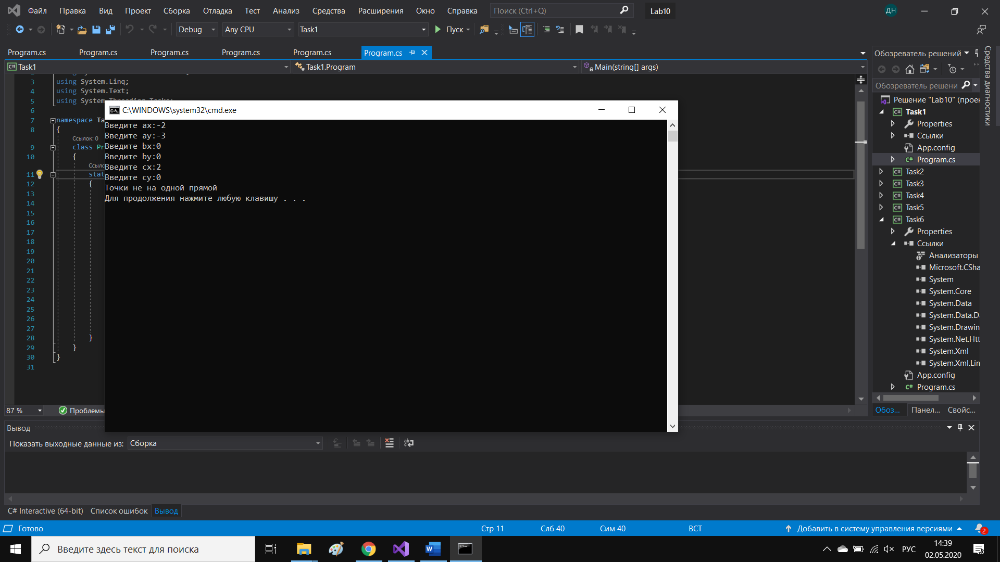 Файл Правка Вид Проект Сборка Отладка Тест Анализ Средства Расширения Окно Справка Поиск (Ctrl+Q) Lab10 ДН
Debug Any CPU Task1 Пуск
Program.cs Program.cs Program.cs Program.cs Program.cs Program.cs
Task1 Task1.Program Main(string[] args)
3 using System.Linq;
4 using System.Text;
5 using System.Threading.Tasks;
6
7 namespace Ta
8 {
Ссылок: 0
9 class Pr
10 {
Ссыло
11 stat
12 {
13
14
15
16
17
18
19
20
21
22
23
24
25
26
27
28 }
29 }
30 }
31
C:\WINDOWS\system32\cmd.exe
Введите ax:-2
Введите ay:-3
Введите bx:0
Введите by:0
Введите cx:2
Введите cy:0
Точки не на одной прямой
Для продолжения нажмите любую клавишу . . .
87 % Проблемы
Обозреватель решений
Обозреватель решени
Решение "Lab10" (проек
Task1
Properties
Ссылки
App.config
Program.cs
Task2
Task3
Task4
Task5
Task6
Properties
Ссылки
Анализаторы
Microsoft.CSha
System
System.Core
System.Data
System.Data.D
System.Drawin
System.Net.Htt
System.Xml
System.Xml.Lin
App.config
Program.cs
Обоз... Панел... Свойс...
Средства диагностики
Вывод
Показать выходные данные из: Сборка
C# Interactive (64-bit) Список ошибок Вывод
Готово Стр 11 Слб 40 Сим 40 ВСТ Добавить в систему управления версиями 2
Введите здесь текст для поиска РУС 14:39
02.05.2020